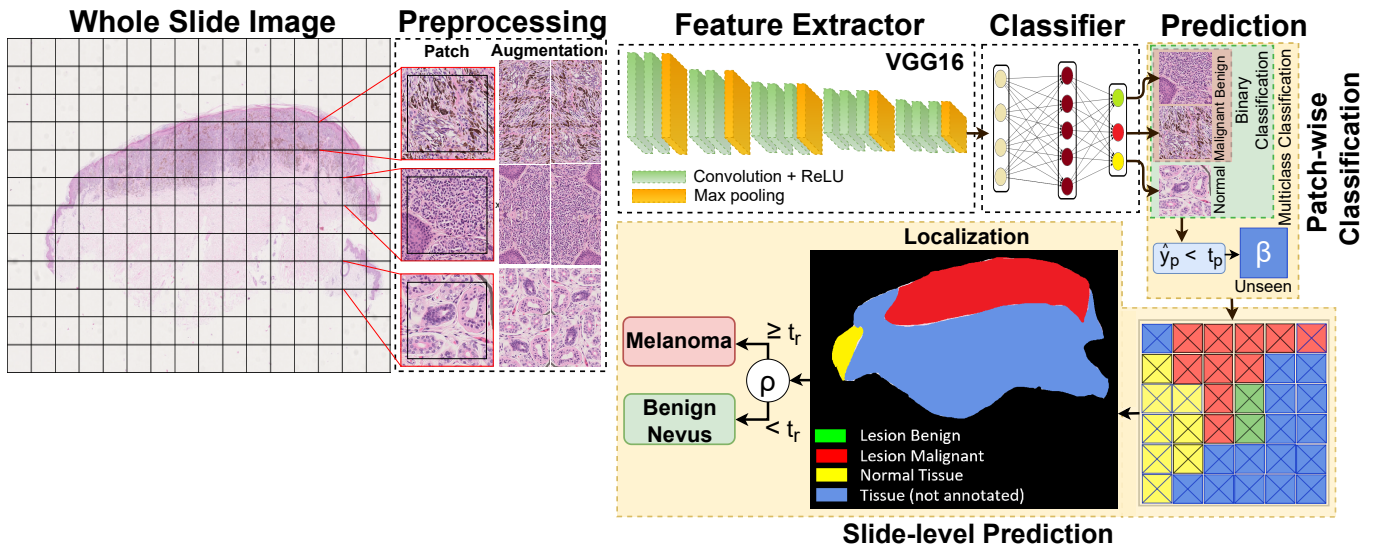 Whole Slide Image
Preprocessing
Patch
Augmentation
x
Feature Extractor
VGG16
Convolution + ReLU
Max pooling
Classifier
Prediction
Normal
Malignant
Benign
Binary
Classification
Multiclass Classification
Patch-wise
Classification
ŷp < tp
β
Unseen
Localization
Melanoma
≥ tr
ρ
Benign
Nevus
< tr
Lesion Benign
Lesion Malignant
Normal Tissue
Tissue (not annotated)
Slide-level Prediction